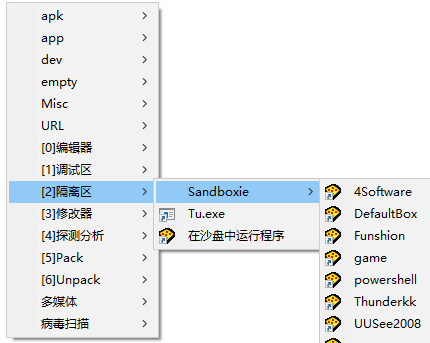 apk
app
dev
empty
Misc
URL
[0]编辑器
[1]调试区
[2]隔离区
[3]修改器
[4]探测分析
[5]Pack
[6]Unpack
多媒体
病毒扫描
Sandboxie
Tu.exe
在沙盘中运行程序
4Software
DefaultBox
Funshion
game
powershell
Thunderkk
UUSee2008